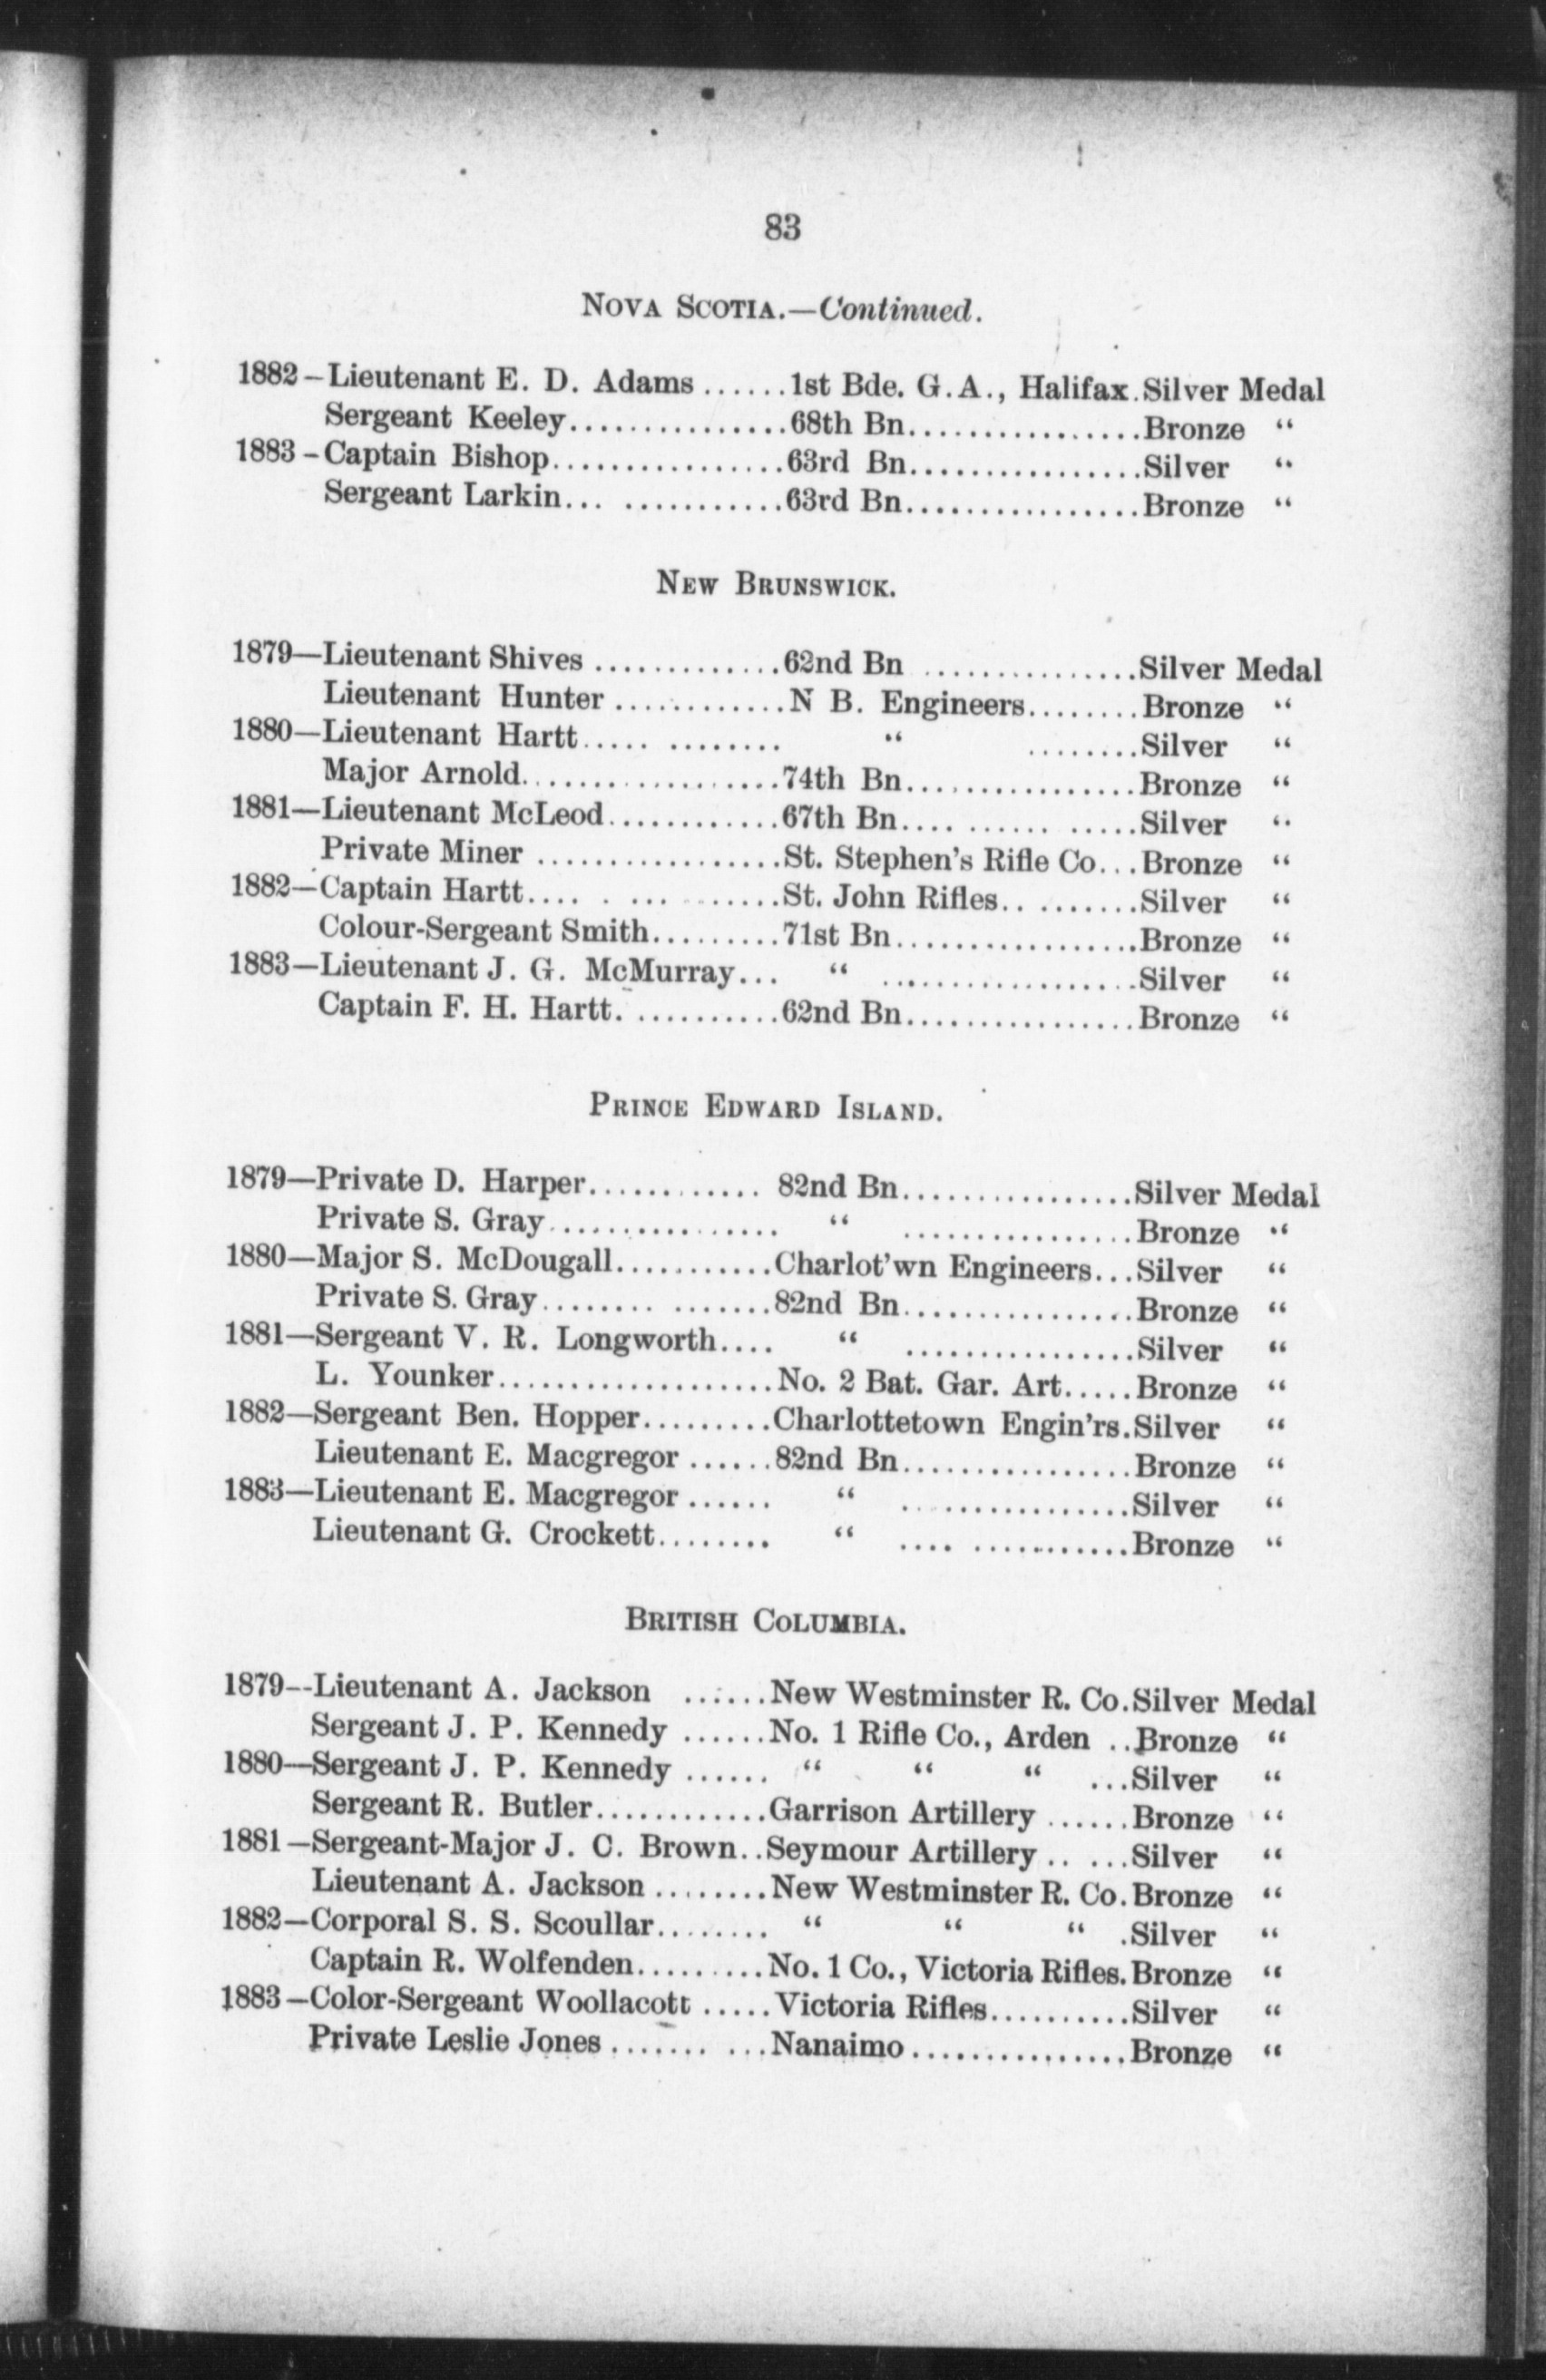 83
NOVA SCOTIA.—Continued.
1882–Lieutenant E. D. Adams ......1st Bde. G.A., Halifax.Silver Medal
Sergeant Keeley...............68th Bn................Bronze “
1883–Captain Bishop................63rd Bn................Silver “
Sergeant Larkin... ...........63rd Bn................Bronze “
NEW BRUNSWICK.
1879—Lieutenant Shives .............62nd Bn ...............Silver Medal
Lieutenant Hunter ............N B. Engineers........Bronze “
1880—Lieutenant Hartt..... ........ “ ........Silver “
Major Arnold..................74th Bn................Bronze “
1881—Lieutenant McLeod............67th Bn.... ...... .....Silver “
Private Miner .................St. Stephen's Rifle Co...Bronze “
1882—Captain Hartt.... . ... .......St. John Rifles.. .......Silver “
Colour-Sergeant Smith.........71st Bn.................Bronze “
1883—Lieutenant J. G. McMurray... “ ..................Silver “
Captain F. H. Hartt. ..........62nd Bn................Bronze “
PRINCE EDWARD ISLAND.
1879—Private D. Harper............ 82nd Bn................Silver Medal
Private S. Gray................ “ ................Bronze “
1880—Major S. McDougall...........Charlot'wn Engineers...Silver “
Private S. Gray........ .......82nd Bn................Bronze “
1881—Sergeant V. R. Longworth.... “ ................Silver “
L. Younker...................No. 2 Bat. Gar. Art.....Bronze “
1882—Sergeant Ben. Hopper.........Charlottetown Engin'rs.Silver “
Lieutenant E. Macgregor ......82nd Bn................Bronze “
1883—Lieutenant E. Macgregor ...... “ ................Silver “
Lieutenant G. Crockett........ “ .... ...........Bronze “
BRITISH COLUMBIA.
1879--Lieutenant A. Jackson ......New Westminster R. Co.Silver Medal
Sergeant J. P. Kennedy ......No. 1 Rifle Co., Arden ..Bronze “
1880—Sergeant J. P. Kennedy ...... “ “ “ ...Silver “
Sergeant R. Butler............Garrison Artillery ......Bronze “
1881–Sergeant-Major J. C. Brown..Seymour Artillery .. ...Silver “
Lieutenant A. Jackson ........New Westminster R. Co.Bronze “
1882—Corporal S. S. Scoullar........ “ “ “ .Silver “
Captain R. Wolfenden.........No. 1 Co., Victoria Rifles.Bronze “
1883–Color-Sergeant Woollacott .....Victoria Rifles..........Silver “
Private Leslie Jones ....... ...Nanaimo ...............Bronze “